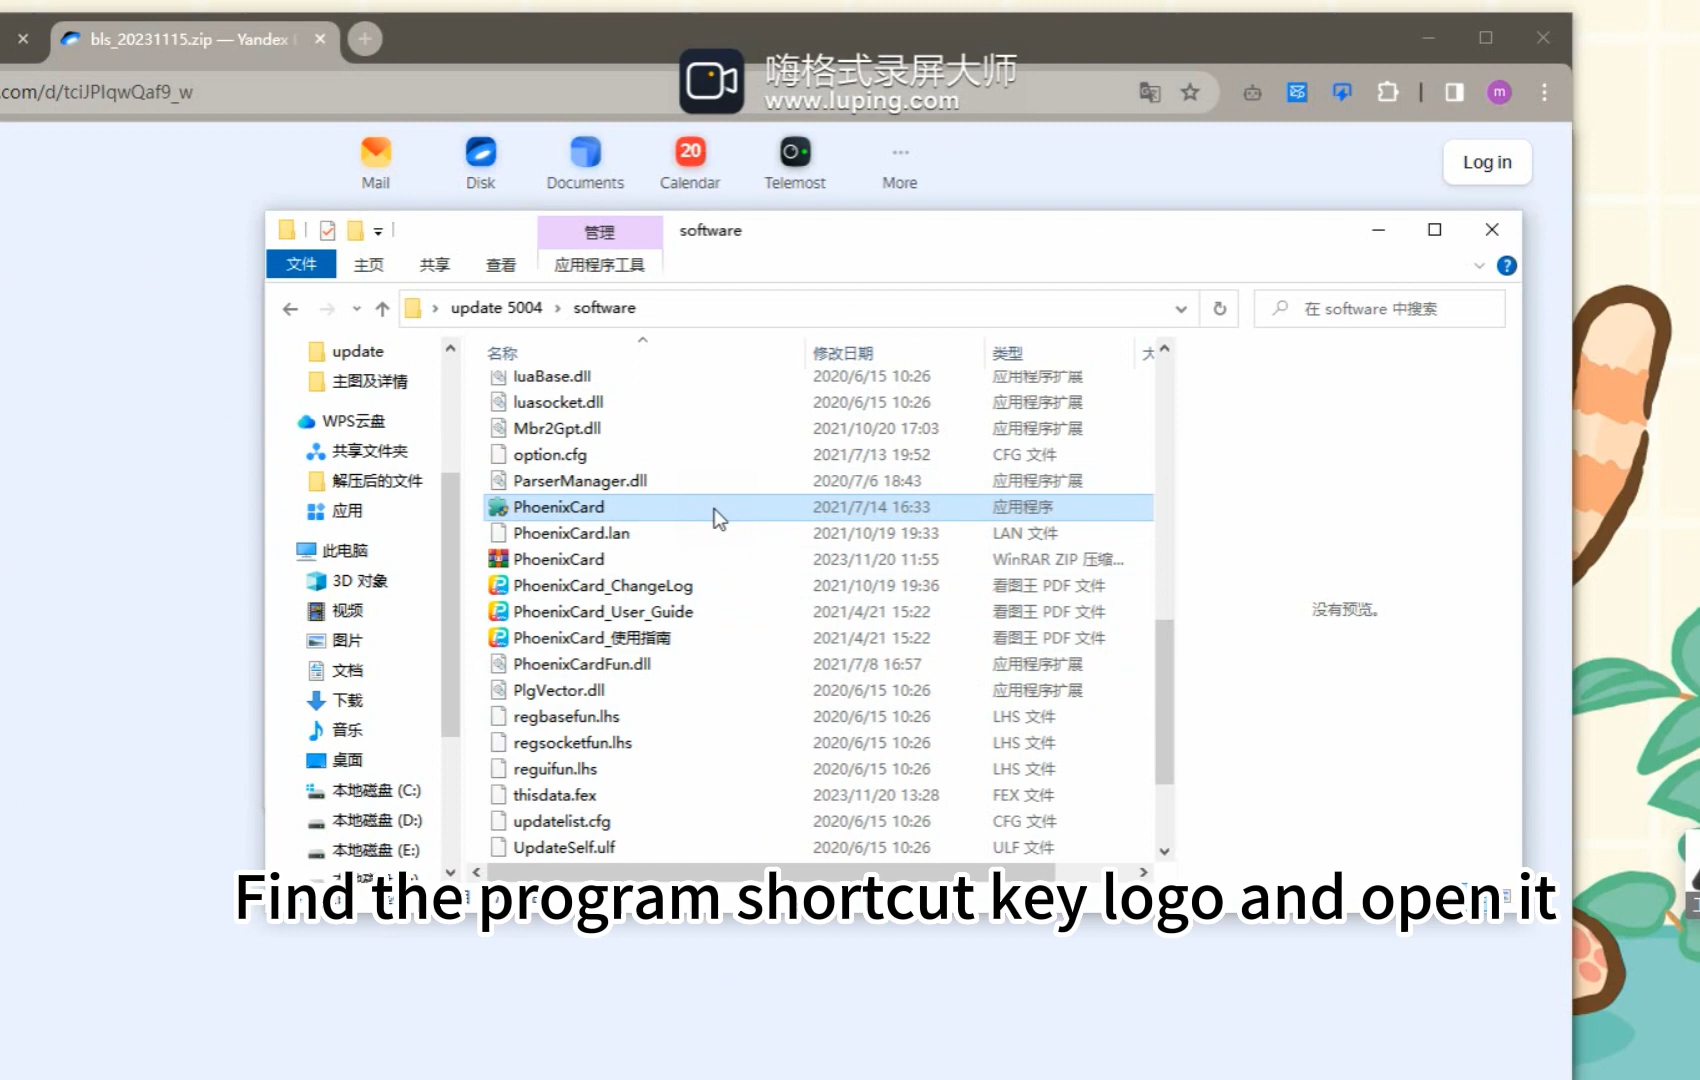 bls_20231115.zip — Yandex
嗨格式录屏大师
www.luping.com
com/d/tciJPIqwQaf9_w
m
20
Mail
Disk
Documents
Calendar
Telemost
More
Log in
管理
software
文件
主页
共享
查看
应用程序工具
update 5004
software
在 software 中搜索
update
主图及详情
WPS云盘
共享文件夹
解压后的文件
应用
此电脑
3D 对象
视频
图片
文档
下载
音乐
桌面
本地磁盘 (C:)
本地磁盘 (D:)
本地磁盘 (E:)
名称 修改日期 类型 大
luaBase.dll 2020/6/15 10:26 应用程序扩展
luasocket.dll 2020/6/15 10:26 应用程序扩展
Mbr2Gpt.dll 2021/10/20 17:03 应用程序扩展
option.cfg 2021/7/13 19:52 CFG 文件
ParserManager.dll 2020/7/6 18:43 应用程序扩展
PhoenixCard 2021/7/14 16:33 应用程序
PhoenixCard.lan 2021/10/19 19:33 LAN 文件
PhoenixCard 2023/11/20 11:55 WinRAR ZIP 压缩...
PhoenixCard_ChangeLog 2021/10/19 19:36 看图王 PDF 文件
PhoenixCard_User_Guide 2021/4/21 15:22 看图王 PDF 文件
PhoenixCard_使用指南 2021/4/21 15:22 看图王 PDF 文件
PhoenixCardFun.dll 2021/7/8 16:57 应用程序扩展
PlgVector.dll 2020/6/15 10:26 应用程序扩展
regbasefun.lhs 2020/6/15 10:26 LHS 文件
regsocketfun.lhs 2020/6/15 10:26 LHS 文件
reguifun.lhs 2020/6/15 10:26 LHS 文件
thisdata.fex 2023/11/20 13:28 FEX 文件
updatelist.cfg 2020/6/15 10:26 CFG 文件
UpdateSelf.ulf 2020/6/15 10:26 ULF 文件
没有预览。
Find the program shortcut key logo and open it